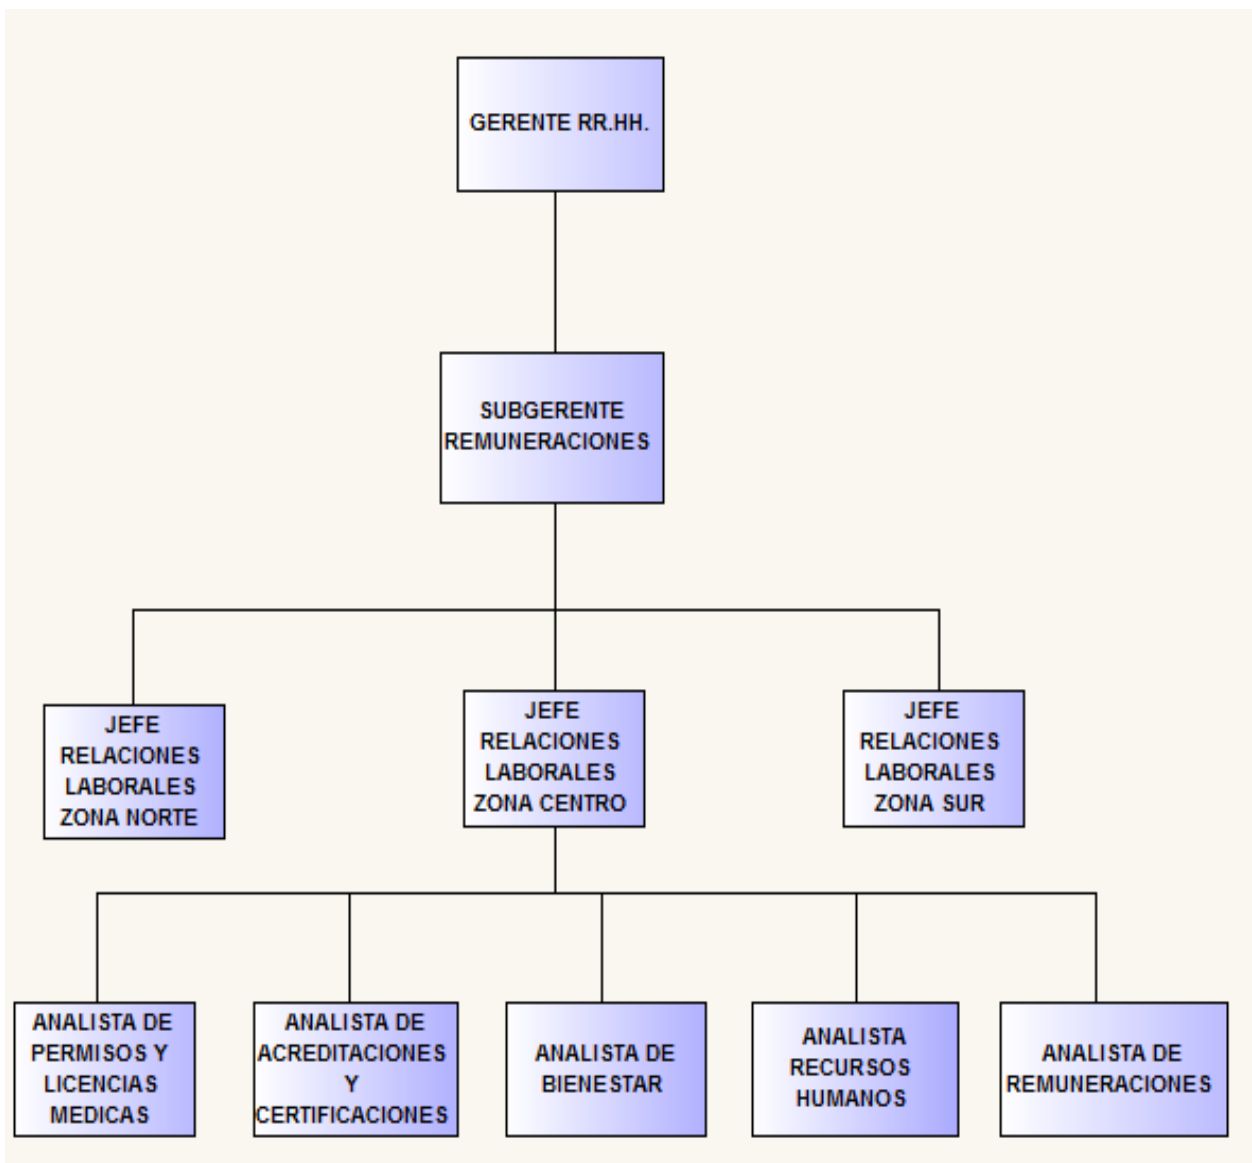 GERENTE RR.HH.
SUBGERENTE
REMUNERACIONES
JEFE
RELACIONES
LABORALES
ZONA NORTE
JEFE
RELACIONES
LABORALES
ZONA CENTRO
JEFE
RELACIONES
LABORALES
ZONA SUR
ANALISTA DE
PERMISOS Y
LICENCIAS
MEDICAS
ANALISTA DE
ACREDITACIONES
Y
CERTIFICACIONES
ANALISTA DE
BIENESTAR
ANALISTA
RECURSOS
HUMANOS
ANALISTA DE
REMUNERACIONES